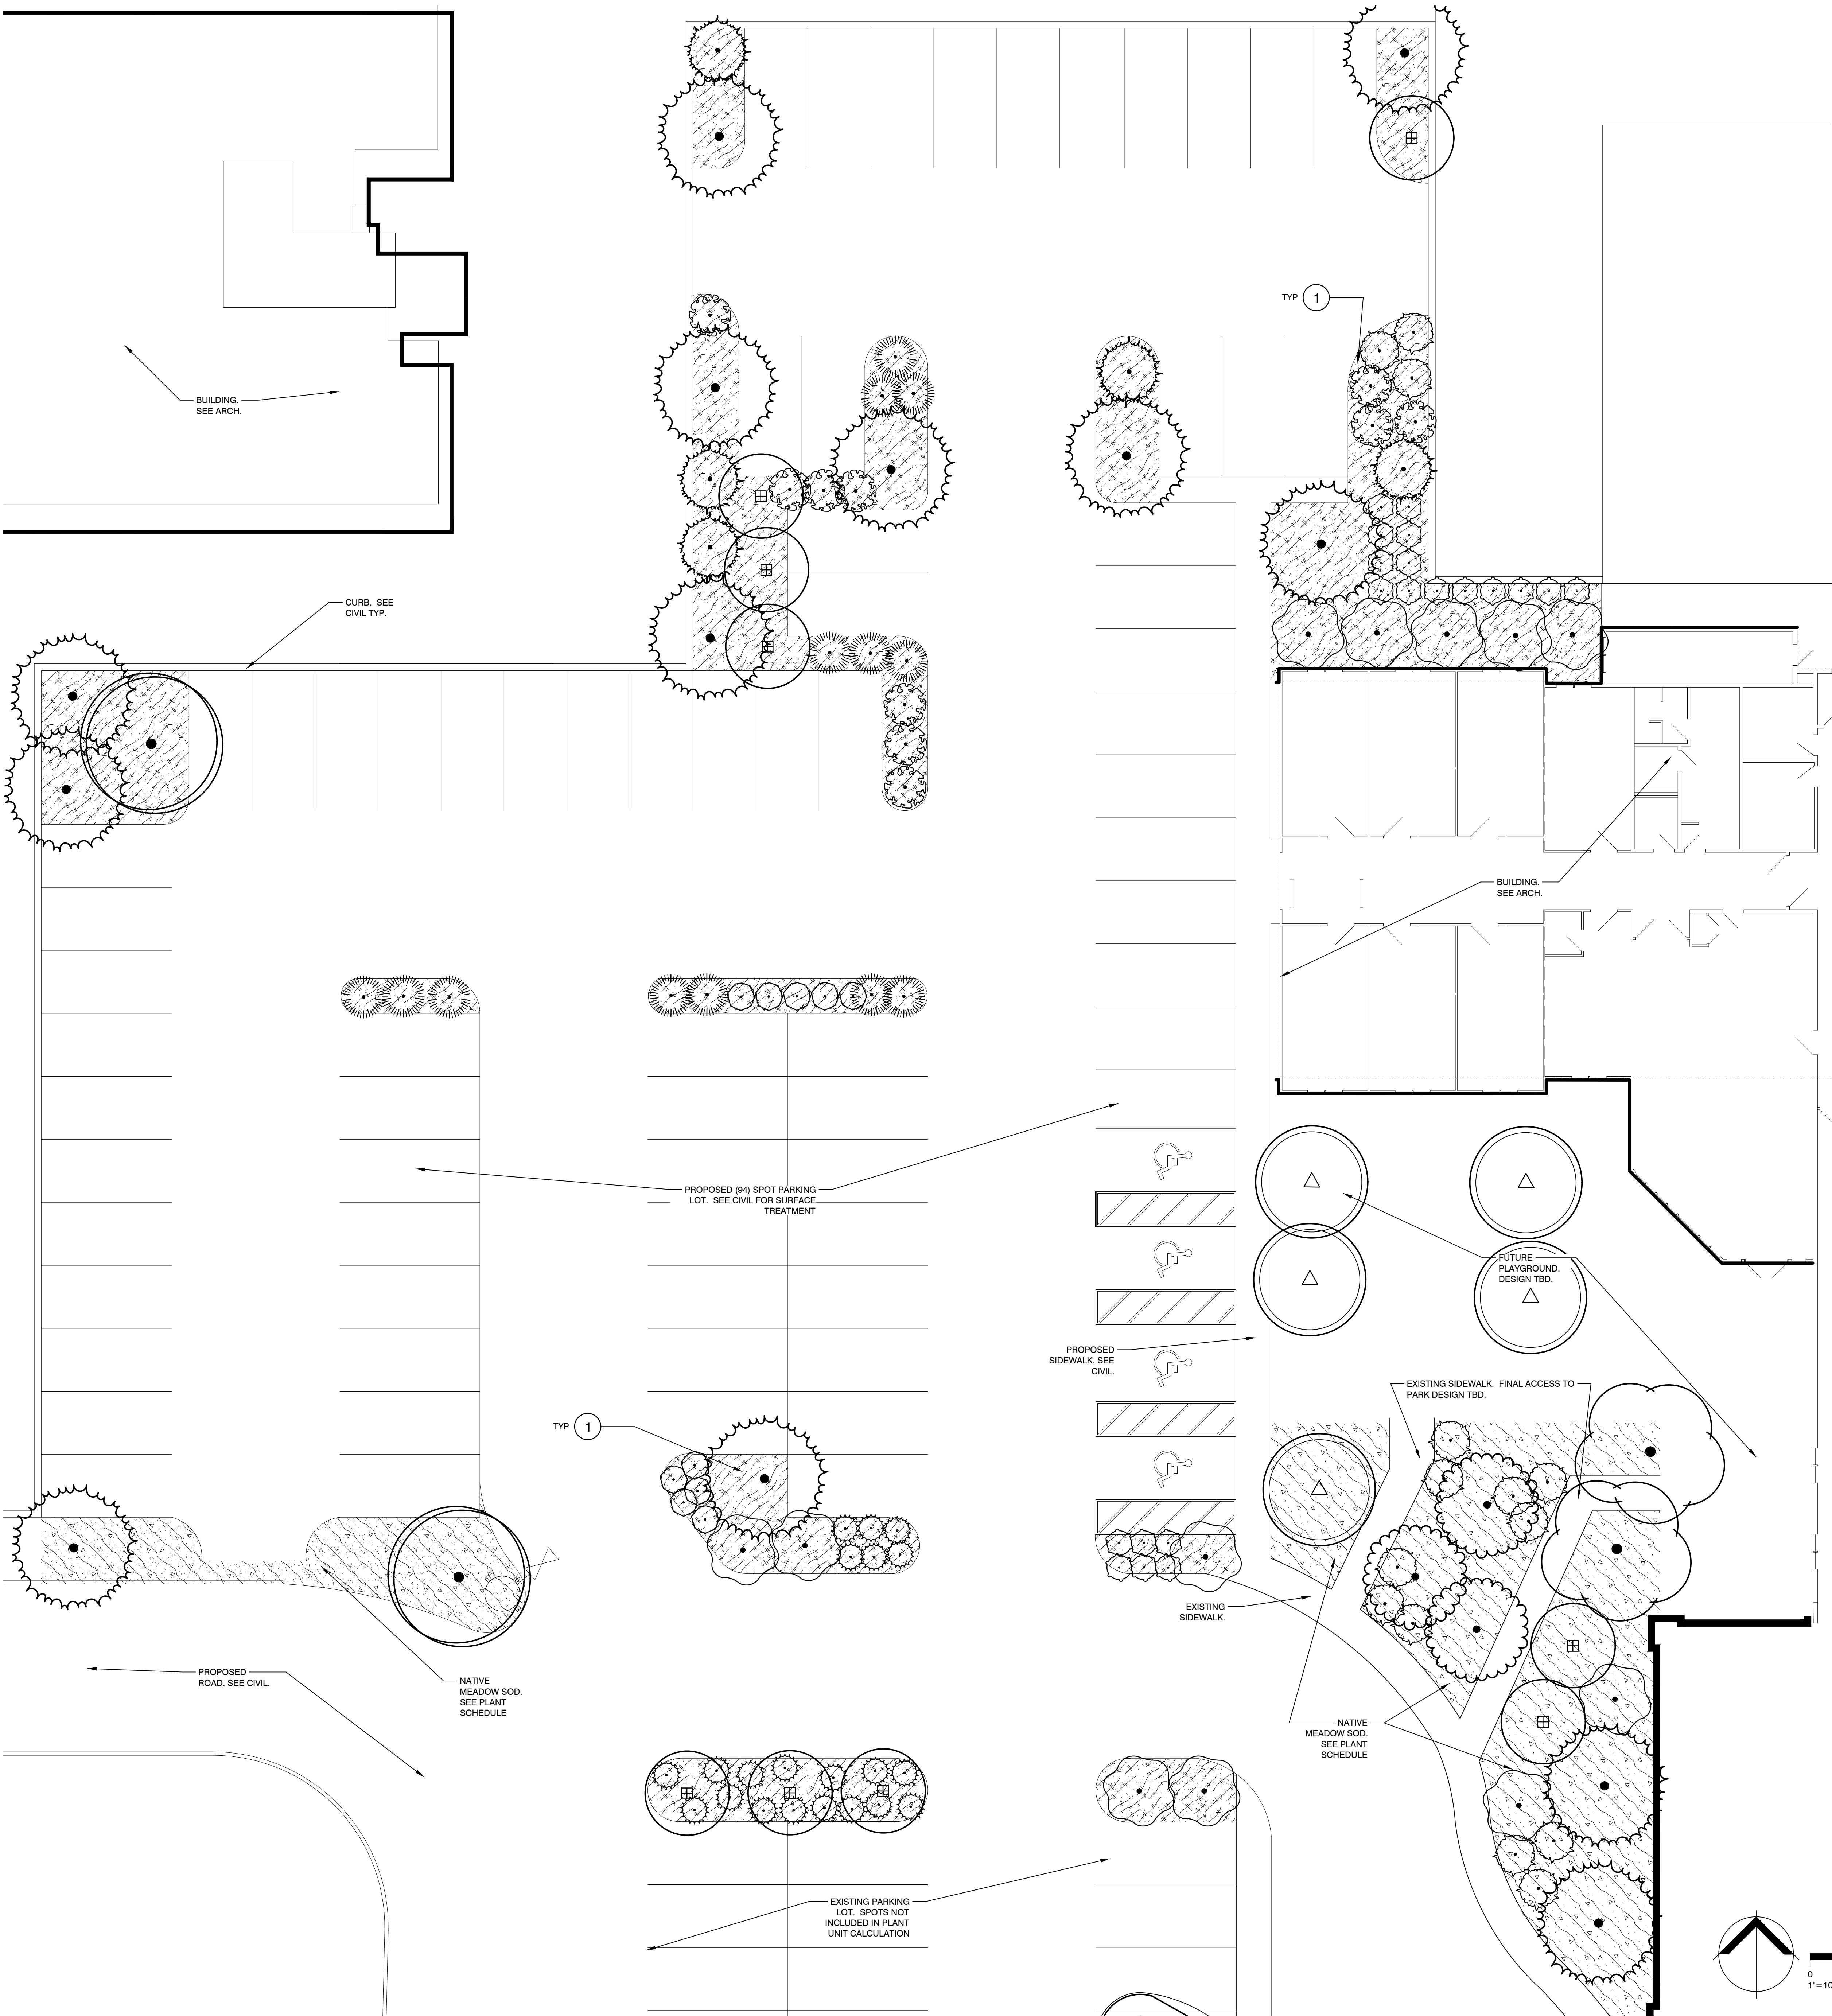 TYP 1
BUILDING.
SEE ARCH.
CURB. SEE
CIVIL TYP.
BUILDING.
SEE ARCH.
PROPOSED (94) SPOT PARKING
LOT. SEE CIVIL FOR SURFACE
TREATMENT
FUTURE
PLAYGROUND.
DESIGN TBD.
PROPOSED
SIDEWALK. SEE
CIVIL.
EXISTING SIDEWALK. FINAL ACCESS TO
PARK DESIGN TBD.
TYP 1
EXISTING
SIDEWALK.
PROPOSED
ROAD. SEE CIVIL.
NATIVE
MEADOW SOD.
SEE PLANT
SCHEDULE
NATIVE
MEADOW SOD.
SEE PLANT
SCHEDULE
EXISTING PARKING
LOT. SPOTS NOT
INCLUDED IN PLANT
UNIT CALCULATION
0
1"=10